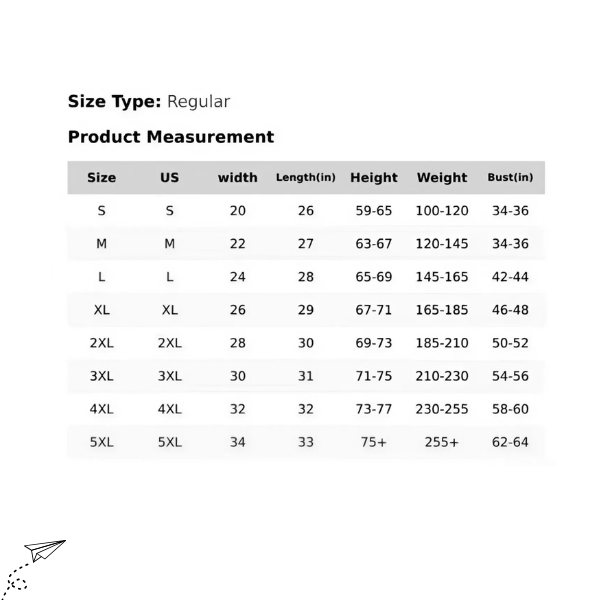 Size Type: Regular
Product Measurement
Size US width Length(in) Height Weight Bust(in)
S S 20 26 59-65 100-120 34-36
M M 22 27 63-67 120-145 34-36
L L 24 28 65-69 145-165 42-44
XL XL 26 29 67-71 165-185 46-48
2XL 2XL 28 30 69-73 185-210 50-52
3XL 3XL 30 31 71-75 210-230 54-56
4XL 4XL 32 32 73-77 230-255 58-60
5XL 5XL 34 33 75+ 255+ 62-64